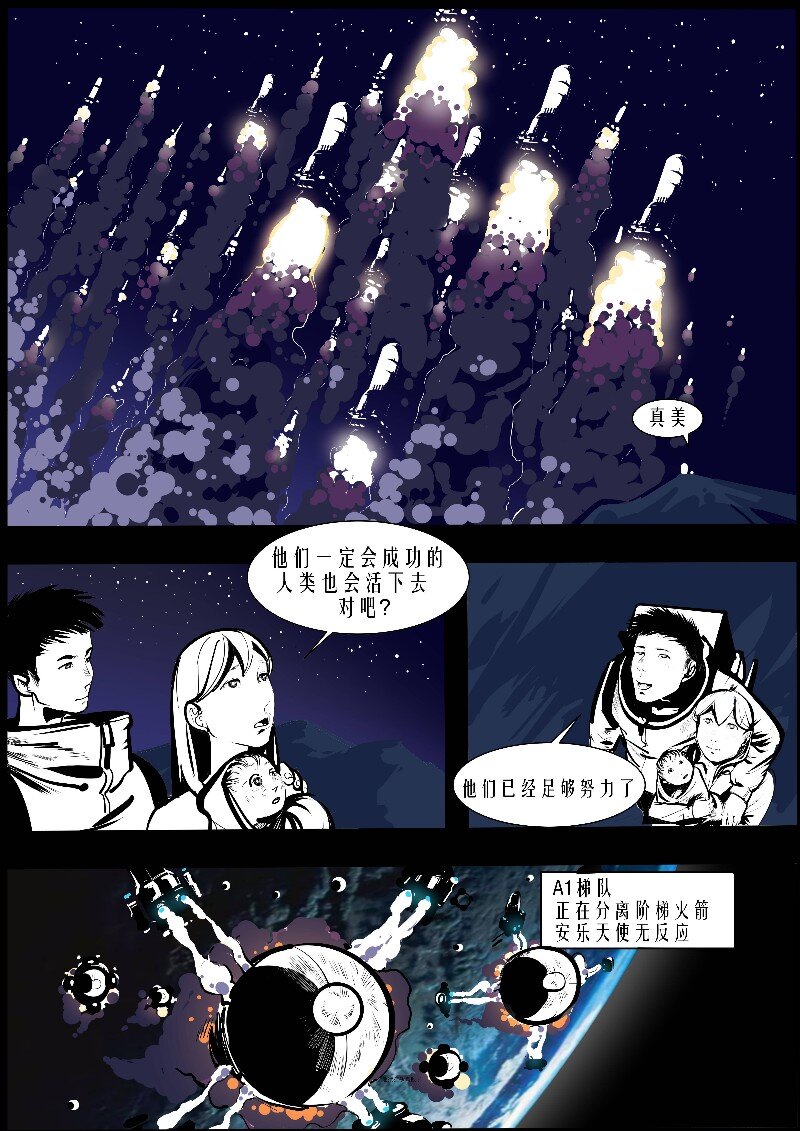 真美
他们一定会成功的
人类也会活下去
对吧?
他们已经足够努力了
A1梯队
正在分离阶梯火箭
安乐天使无反应